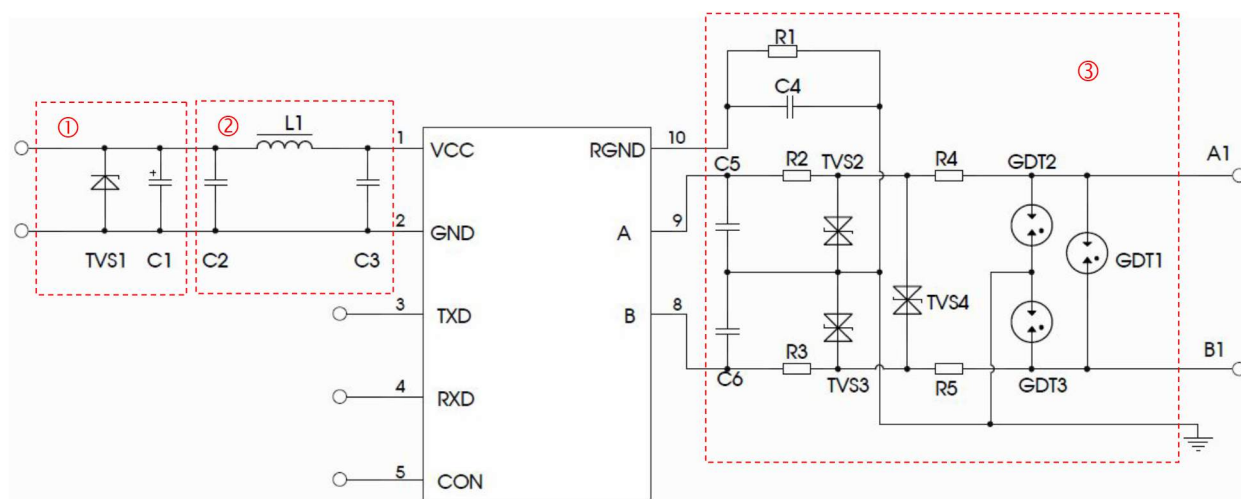 R1
③
C4
①
②
L1
1
VCC
RGND
10
C5
R2
TVS2
R4
GDT2
A1
+
2
GND
A
9
TVS1
C1
C2
C3
GDT1
3
TXD
B
8
TVS4
R3
B1
C6
TVS3
R5
GDT3
4
RXD
5
CON